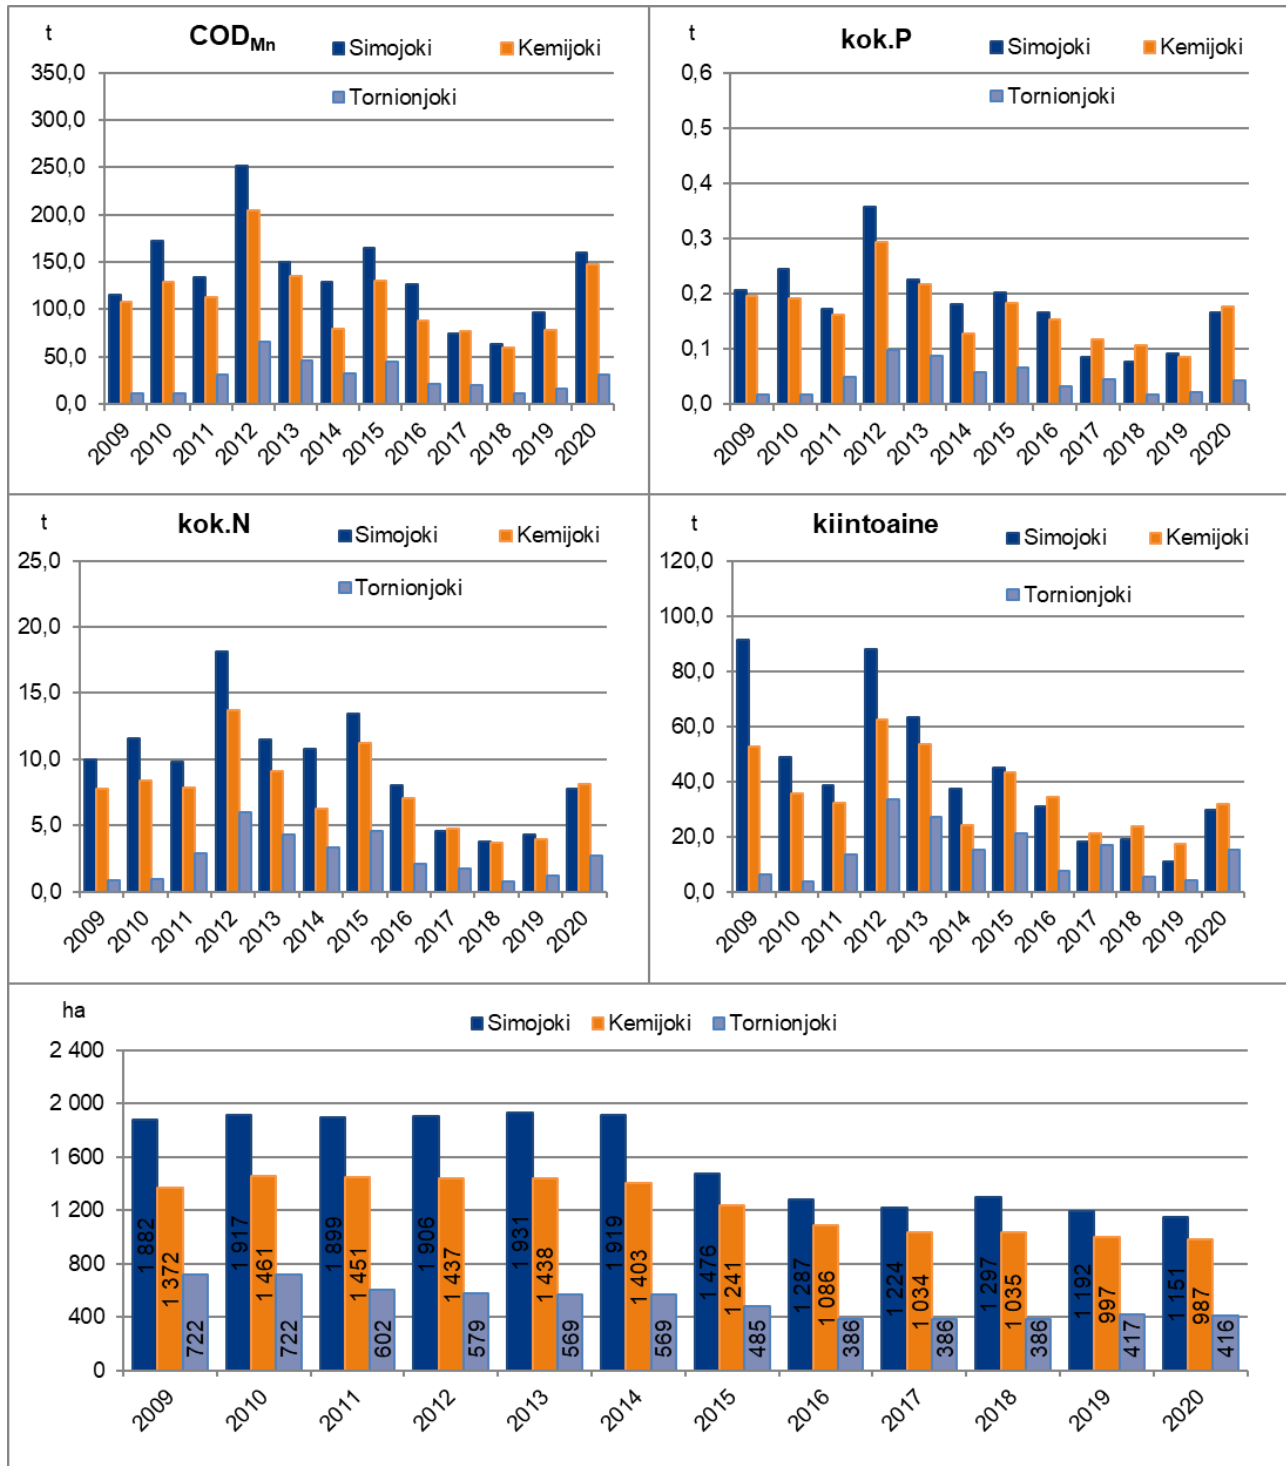 t COD_Mn Simojoki Kemijoki
Tornionjoki
350,0
300,0
250,0
200,0
150,0
100,0
50,0
0,0
2009 2010 2011 2012 2013 2014 2015 2016 2017 2018 2019 2020
t kok.P Simojoki Kemijoki
Tornionjoki
0,6
0,5
0,4
0,3
0,2
0,1
0,0
2009 2010 2011 2012 2013 2014 2015 2016 2017 2018 2019 2020
t kok.N Simojoki Kemijoki
Tornionjoki
25,0
20,0
15,0
10,0
5,0
0,0
2009 2010 2011 2012 2013 2014 2015 2016 2017 2018 2019 2020
t kiintoaine Simojoki Kemijoki
Tornionjoki
120,0
100,0
80,0
60,0
40,0
20,0
0,0
2009 2010 2011 2012 2013 2014 2015 2016 2017 2018 2019 2020
ha Simojoki Kemijoki Tornionjoki
2 400
2 000
1 600
1 200
800
400
0
1 882 1 372 722
1 917 1 461 722
1 899 1 451 602
1 906 1 437 579
1 931 1 438 569
1 919 1 403 569
1 476 1 241 485
1 287 1 086 386
1 224 1 034 386
1 297 1 035 386
1 192 997 417
1 151 987 416
2009 2010 2011 2012 2013 2014 2015 2016 2017 2018 2019 2020